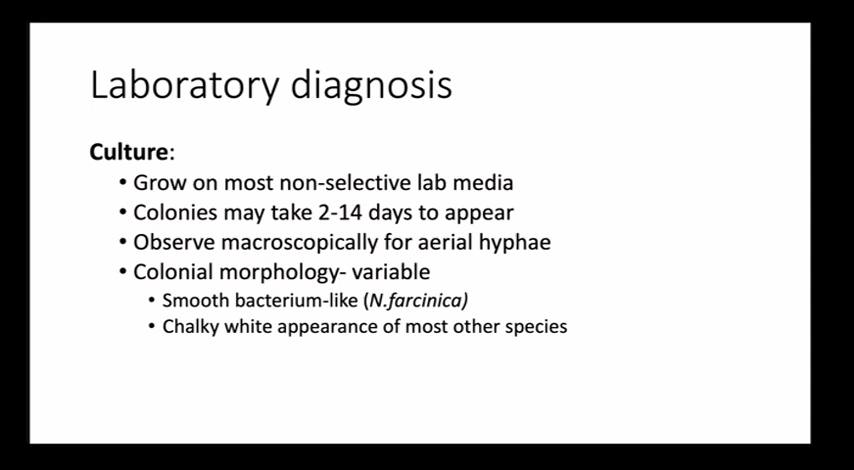 Laboratory diagnosis
Culture:
• Grow on most non-selective lab media
• Colonies may take 2-14 days to appear
• Observe macroscopically for aerial hyphae
• Colonial morphology- variable
• Smooth bacterium-like (N.farcinica)
• Chalky white appearance of most other species